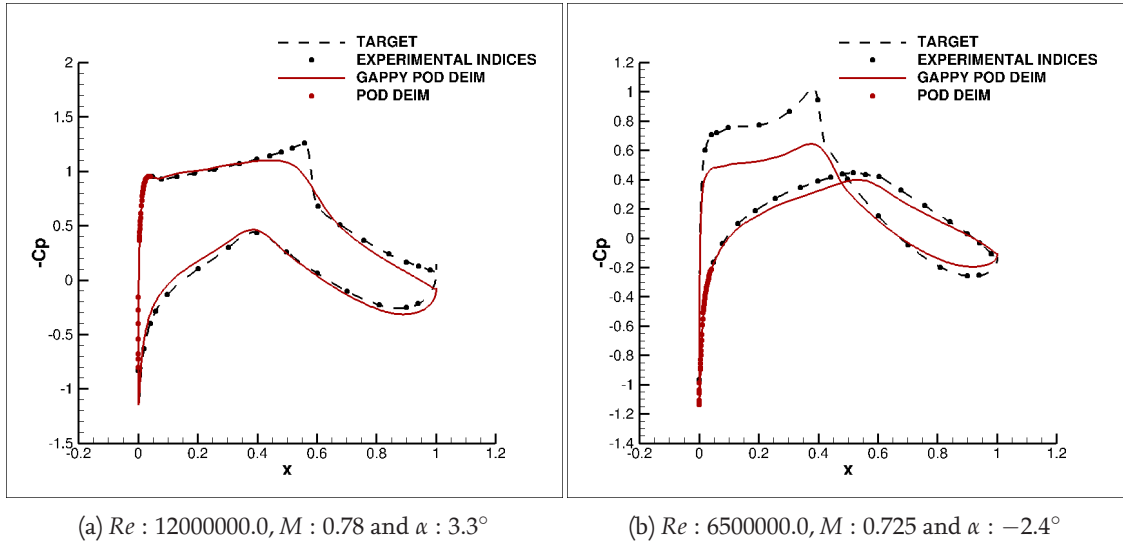 TARGET
EXPERIMENTAL INDICES
GAPPY POD DEIM
POD DEIM
2
1.5
1
0.5
0
-0.5
-1
-1.5
-Cp
-0.2 0 0.2 0.4 0.6 0.8 1 1.2
x
TARGET
EXPERIMENTAL INDICES
GAPPY POD DEIM
POD DEIM
1.2
1
0.8
0.6
0.4
0.2
0
-0.2
-0.4
-0.6
-0.8
-1
-1.2
-1.4
-Cp
-0.2 0 0.2 0.4 0.6 0.8 1 1.2
x
(a) Re : 12000000.0, M : 0.78 and α : 3.3°
(b) Re : 6500000.0, M : 0.725 and α : −2.4°